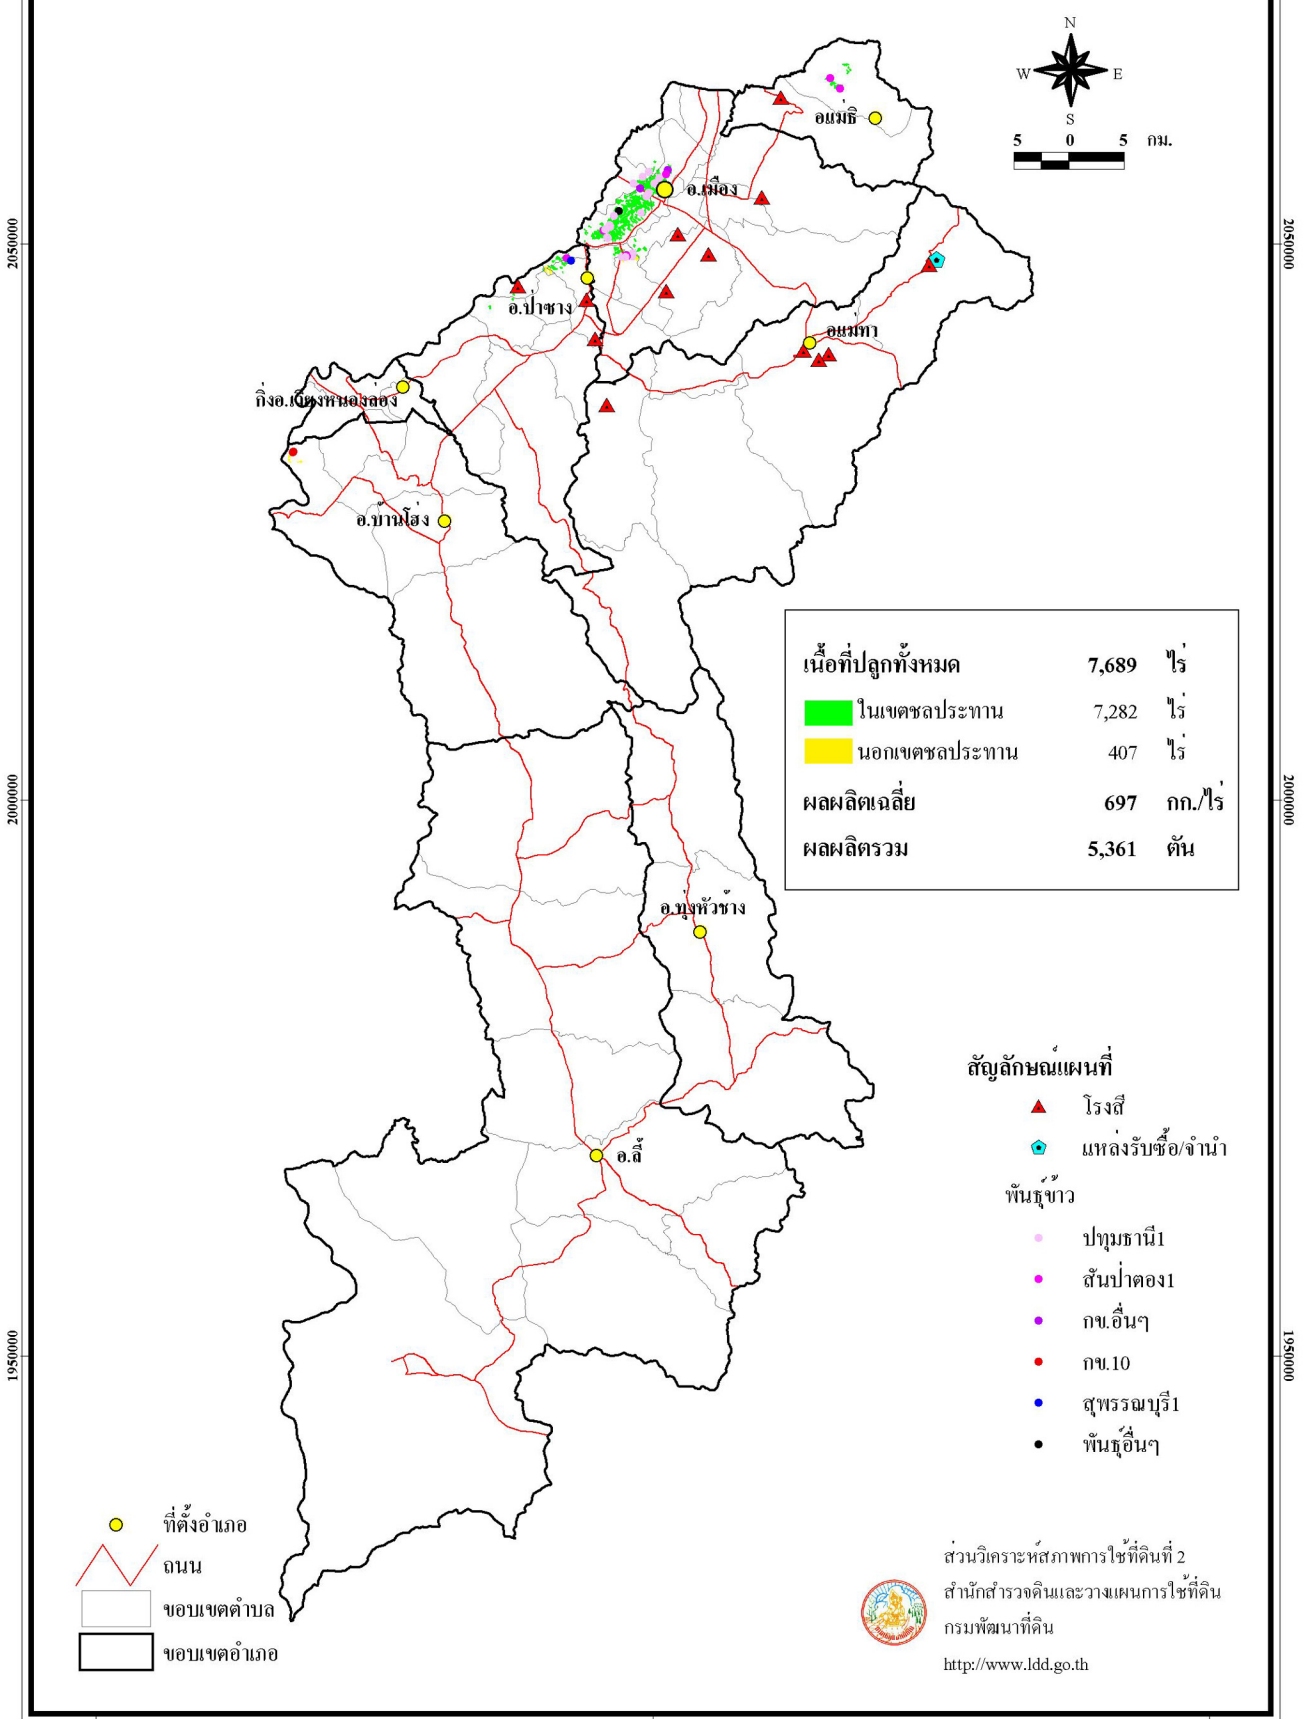 N
W E
S
5 0 5 กม.
อแม่ธิ
อ.เมือง
อ.ป่าซาง
อแม่ทา
กิ่งอ.เวียงหนองล่อง
อ.บ้านโฮ่ง
2050000
2050000
เนื้อที่ปลูกทั้งหมด 7,689 ไร่
ในเขตชลประทาน 7,282 ไร่
นอกเขตชลประทาน 407 ไร่
ผลผลิตเฉลี่ย 697 กก./ไร่
ผลผลิตรวม 5,361 ตัน
2000000
2000000
อ.ทุ่งหัวช้าง
อ.ลี้
สัญลักษณ์แผนที่
โรงสี
แหล่งรับซื้อ/จำนำ
พันธุ์ข้าว
ปทุมธานี1
สันป่าตอง1
กข.อื่นๆ
กข.10
สุพรรณบุรี1
พันธุ์อื่นๆ
1950000
1950000
ที่ตั้งอำเภอ
ถนน
ขอบเขตตำบล
ขอบเขตอำเภอ
ส่วนวิเคราะห์สภาพการใช้ที่ดินที่ 2
สำนักสำรวจดินและวางแผนการใช้ที่ดิน
กรมพัฒนาที่ดิน
http://www.ldd.go.th